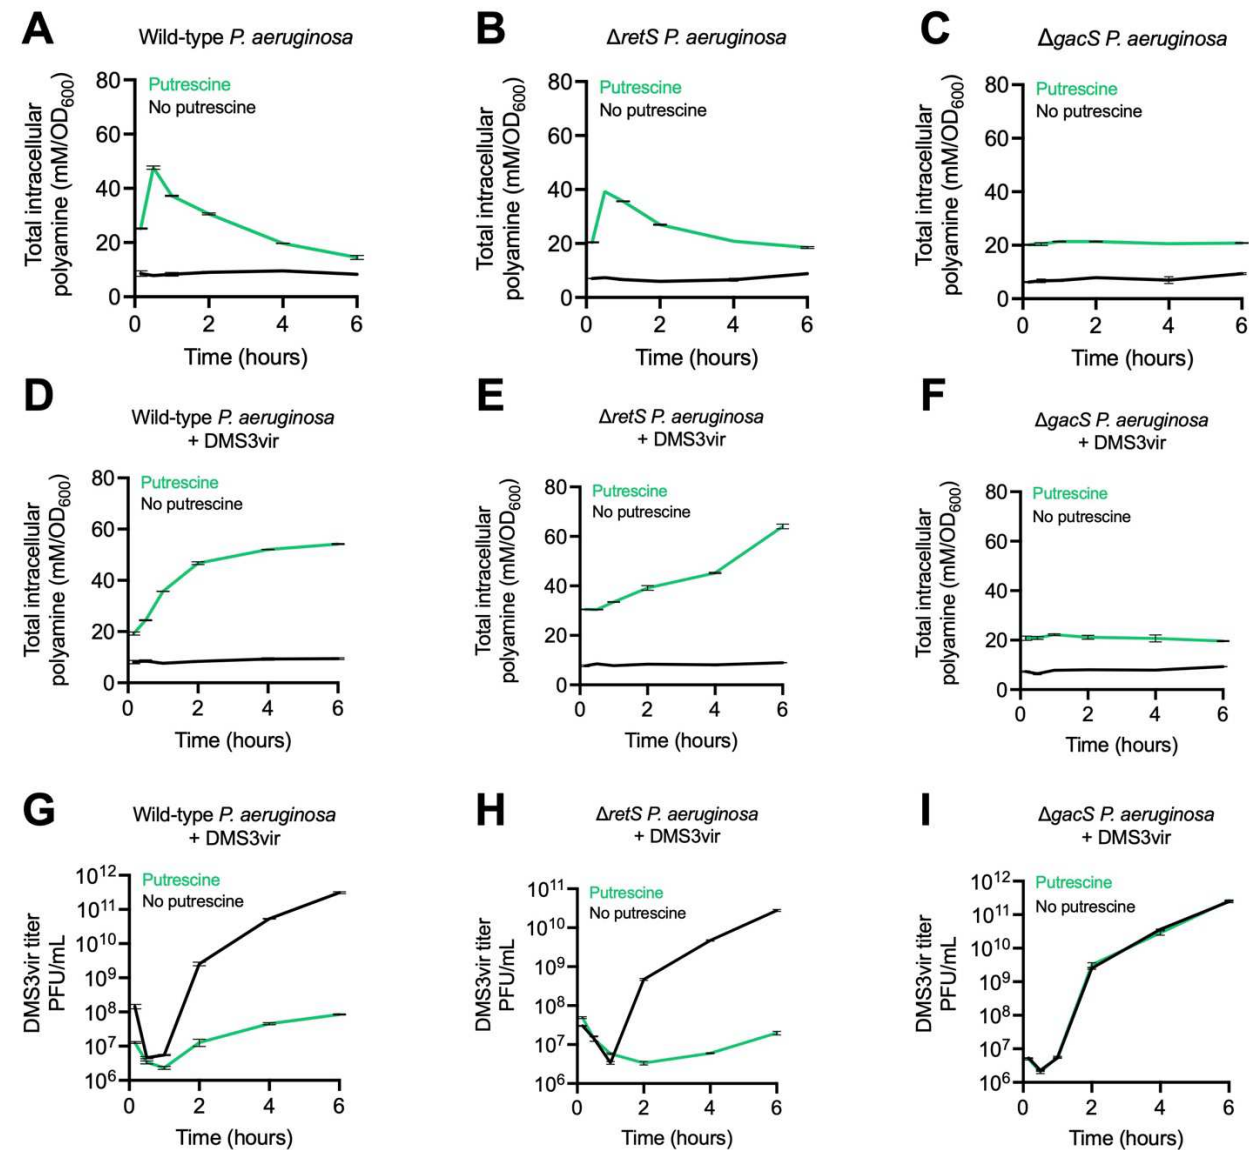 A
Wild-type P. aeruginosa
Total intracellular
polyamine (mM/OD600)
80
60
40
20
0
Putrescine
No putrescine
0 2 4 6
Time (hours)
B
ΔretS P. aeruginosa
Total intracellular
polyamine (mM/OD600)
80
60
40
20
0
Putrescine
No putrescine
0 2 4 6
Time (hours)
C
ΔgacS P. aeruginosa
Total intracellular
polyamine (mM/OD600)
80
60
40
20
0
Putrescine
No putrescine
0 2 4 6
Time (hours)
D
Wild-type P. aeruginosa
+ DMS3vir
Total intracellular
polyamine (mM/OD600)
80
60
40
20
0
Putrescine
No putrescine
0 2 4 6
Time (hours)
E
ΔretS P. aeruginosa
+ DMS3vir
Total intracellular
polyamine (mM/OD600)
80
60
40
20
0
Putrescine
No putrescine
0 2 4 6
Time (hours)
F
ΔgacS P. aeruginosa
+ DMS3vir
Total intracellular
polyamine (mM/OD600)
80
60
40
20
0
Putrescine
No putrescine
0 2 4 6
Time (hours)
G
Wild-type P. aeruginosa
+ DMS3vir
DMS3vir titer
PFU/mL
10^12
10^11
10^10
10^9
10^8
10^7
10^6
Putrescine
No putrescine
0 2 4 6
Time (hours)
H
ΔretS P. aeruginosa
+ DMS3vir
DMS3vir titer
PFU/mL
10^11
10^10
10^9
10^8
10^7
10^6
Putrescine
No putrescine
0 2 4 6
Time (hours)
I
ΔgacS P. aeruginosa
+ DMS3vir
DMS3vir titer
PFU/mL
10^12
10^11
10^10
10^9
10^8
10^7
10^6
Putrescine
No putrescine
0 2 4 6
Time (hours)